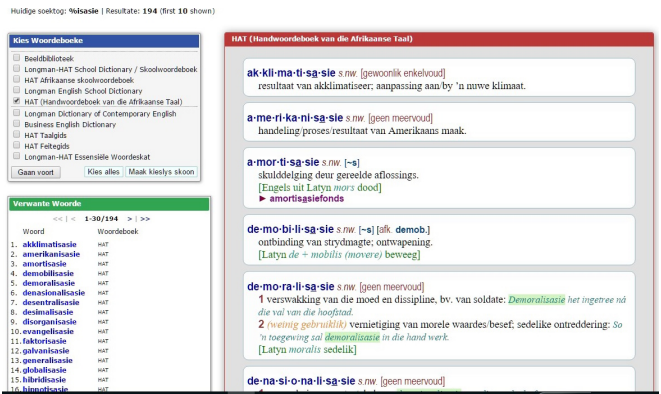 Huidige soektog: %isasie | Resultate: 194 (first 10 shown)
Kies Woordeboeke
Beeldbiblioteek
Longman-HAT School Dictionary / Skoolwoordeboek
HAT Afrikaanse skoolwoordeboek
Longman English School Dictionary
HAT (Handwoordeboek van die Afrikaanse Taal)
Longman Dictionary of Contemporary English
Business English Dictionary
HAT Taalgids
HAT Feitegids
Longman-HAT Essensiële Woordeskat
Gaan voort Kies alles Maak kieslys skoon
Verwante Woorde
<< | < 1-30/194 > | >>
Woord Woordeboek
1. akklimatisasie HAT
2. amerikanisasie HAT
3. amortisasie HAT
4. demobilisasie HAT
5. demoralisasie HAT
6. denasionalisasie HAT
7. desentralisasie HAT
8. desimalisasie HAT
9. disorganisasie HAT
10. evangelisasie HAT
11. faktorisasie HAT
12. galvanisasie HAT
13. generalisasie HAT
14. globalisasie HAT
15. hibridisasie HAT
16. hipnotisasie HAT
HAT (Handwoordeboek van die Afrikaanse Taal)
ak·kli·ma·ti·sa·sie s.nw. [gewoonlik enkelvoud]
resultaat van akklimatiseer; aanpassing aan/by 'n nuwe klimaat.
a·me·ri·ka·ni·sa·sie s.nw. [geen meervoud]
handeling/proses/resultaat van Amerikaans maak.
a·mor·ti·sa·sie s.nw. [~s]
skulddelging deur gereelde aflossings.
[Engels uit Latyn mors dood]
► amortisasiefonds
de·mo·bi·li·sa·sie s.nw. [~s] [afk. demob.]
ontbinding van strydmagte; ontwapening.
[Latyn de + mobilis (movere) beweeg]
de·mo·ra·li·sa·sie s.nw. [geen meervoud]
1 verswakking van die moed en dissipline, bv. van soldate: Demoralisasie het ingetree ná
die val van die hoofstad.
2 (weinig gebruiklik) vernietiging van morele waardes/besef; sedelike ontreddering: So
'n toegewing sal demoralisasie in die hand werk.
[Latyn moralis sedelik]
de·na·si·o·na·li·sa·sie s.nw. [geen meervoud]